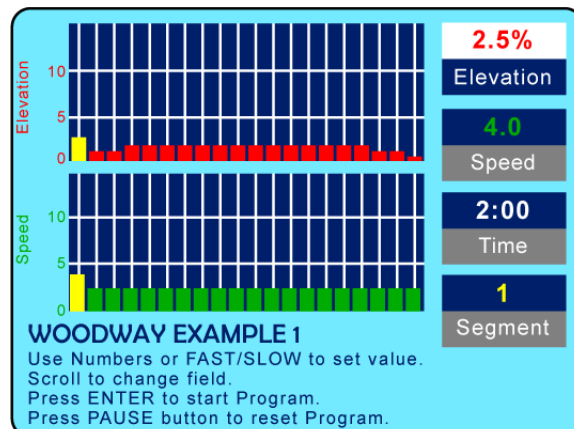 Elevation
10
5
0
Speed
10
5
0
2.5%
Elevation
4.0
Speed
2:00
Time
1
Segment
WOODWAY EXAMPLE 1
Use Numbers or FAST/SLOW to set value.
Scroll to change field.
Press ENTER to start Program.
Press PAUSE button to reset Program.